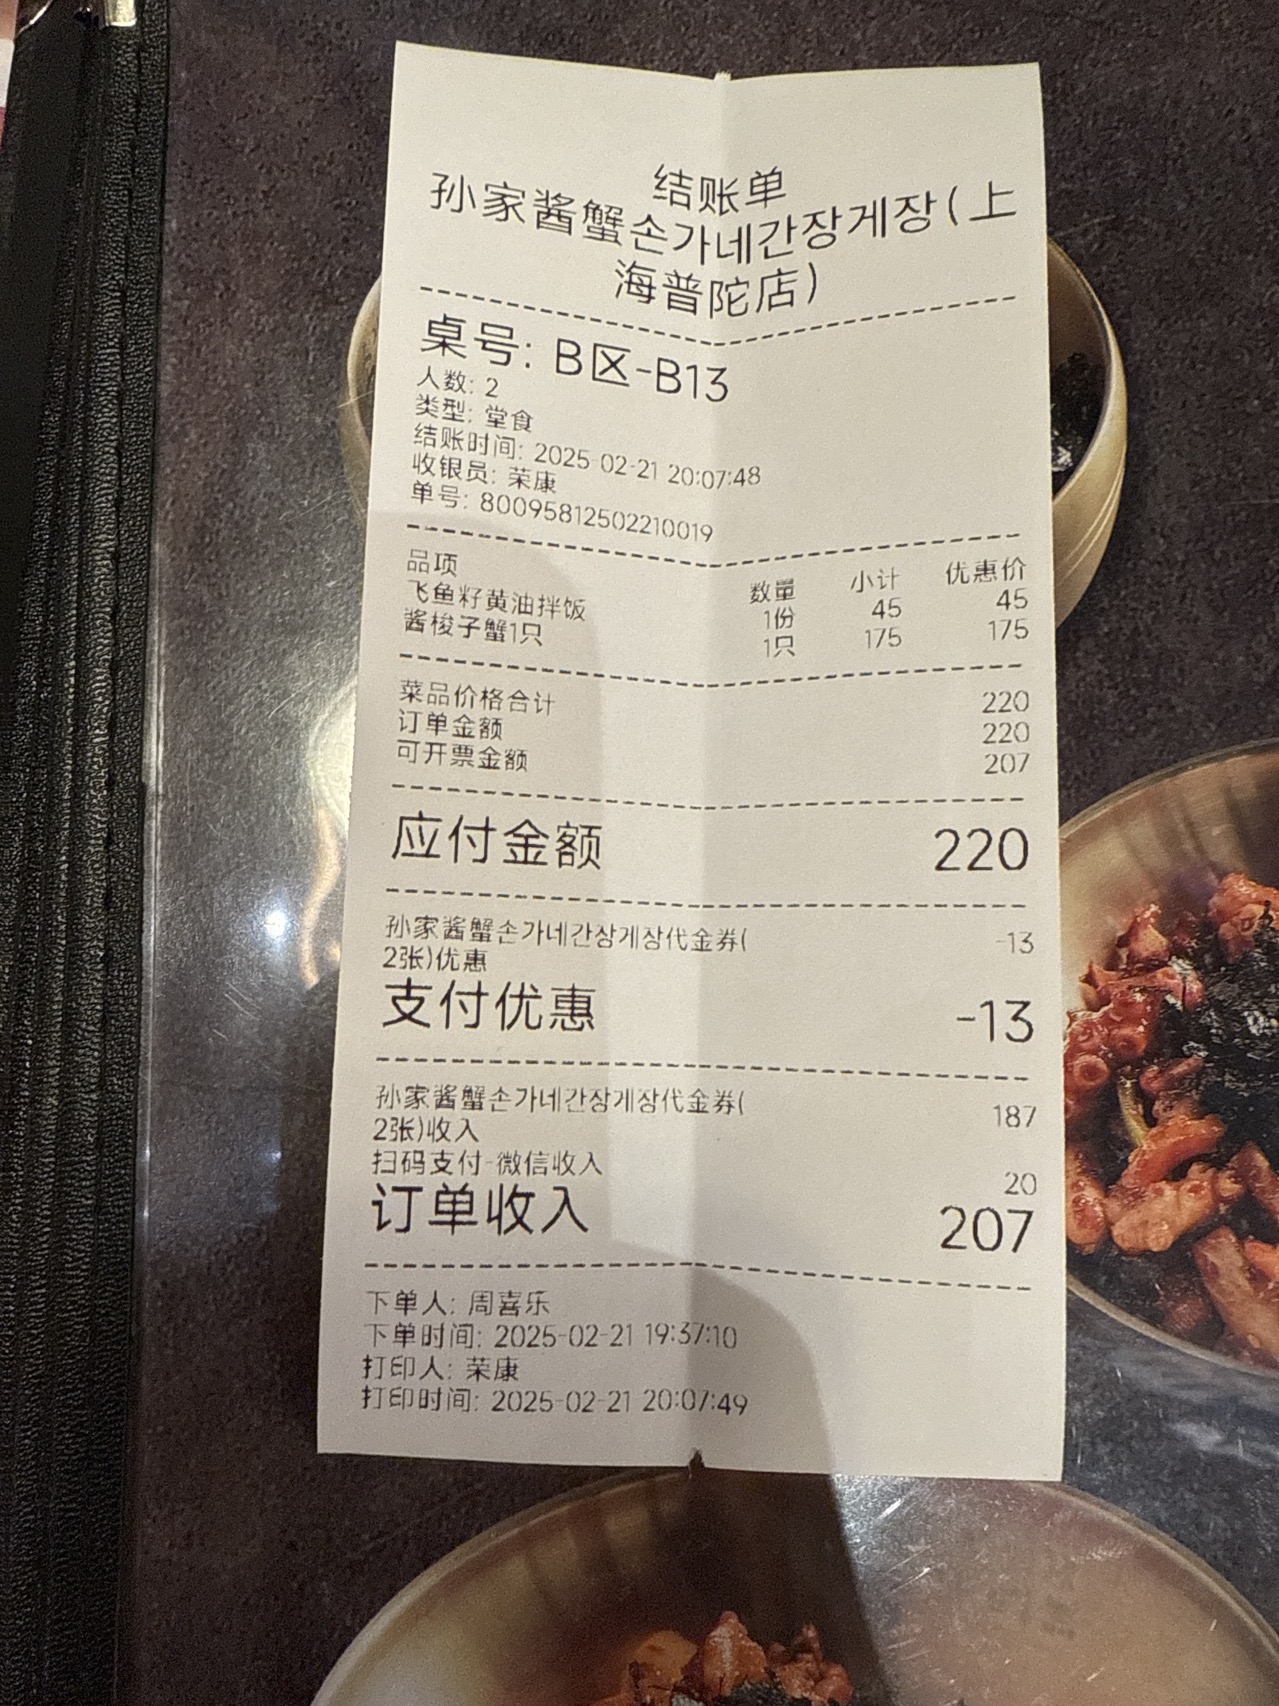 结账单
孙家酱蟹손가네간장게장(上
海普陀店)
桌号: B区-B13
人数: 2
类型: 堂食
结账时间: 2025-02-21 20:07:48
收银员: 荣康
单号: 80095812502210019
品项 数量 小计 优惠价
飞鱼籽黄油拌饭 1份 45 45
酱梭子蟹1只 1只 175 175
菜品价格合计 220
订单金额 220
可开票金额 207
应付金额 220
孙家酱蟹손가네간장게장代金券( -13
2张)优惠
支付优惠 -13
孙家酱蟹손가네간장게장代金券( 187
2张)收入
扫码支付-微信收入 20
订单收入 207
下单人: 周喜乐
下单时间: 2025-02-21 19:37:10
打印人: 荣康
打印时间: 2025-02-21 20:07:49